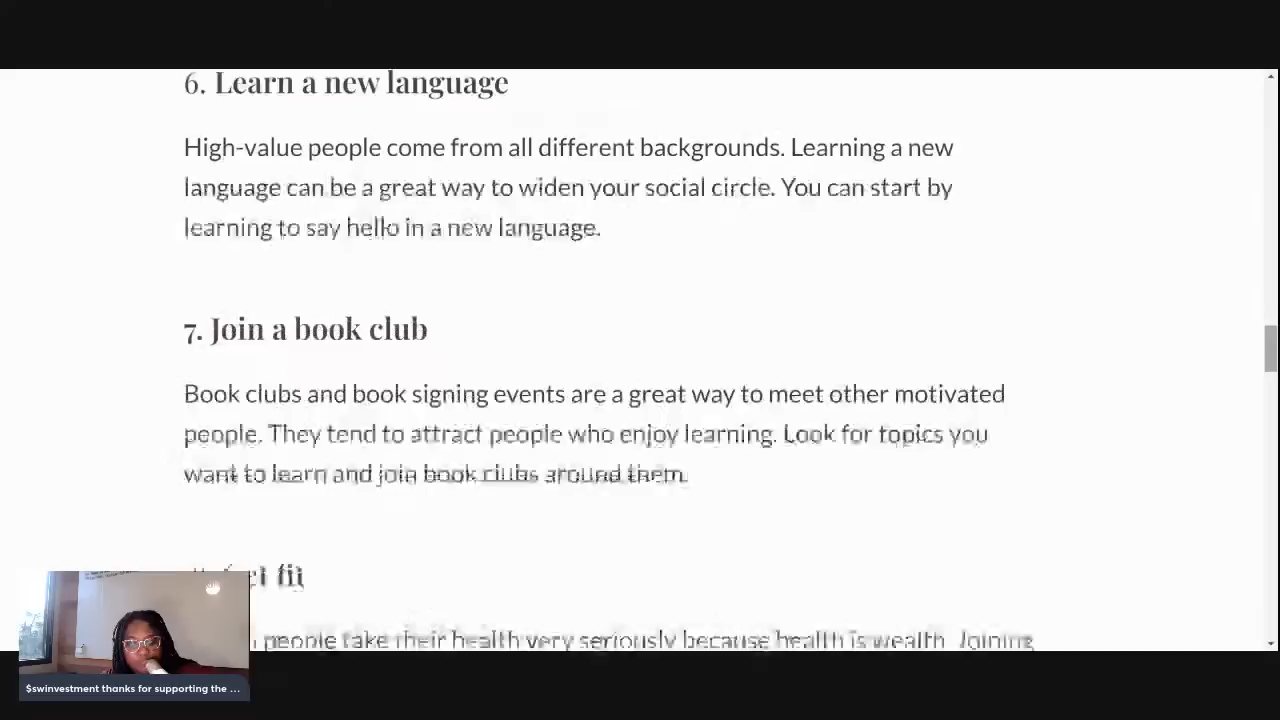 6. Learn a new language
High-value people come from all different backgrounds. Learning a new
language can be a great way to widen your social circle. You can start by
learning to say hello in a new language.
7. Join a book club
Book clubs and book signing events are a great way to meet other motivated
people. They tend to attract people who enjoy learning. Look for topics you
want to learn and join book clubs around them.
fit
people take their health very seriously because health is wealth. Joining
$swinvestment thanks for supporting the ...